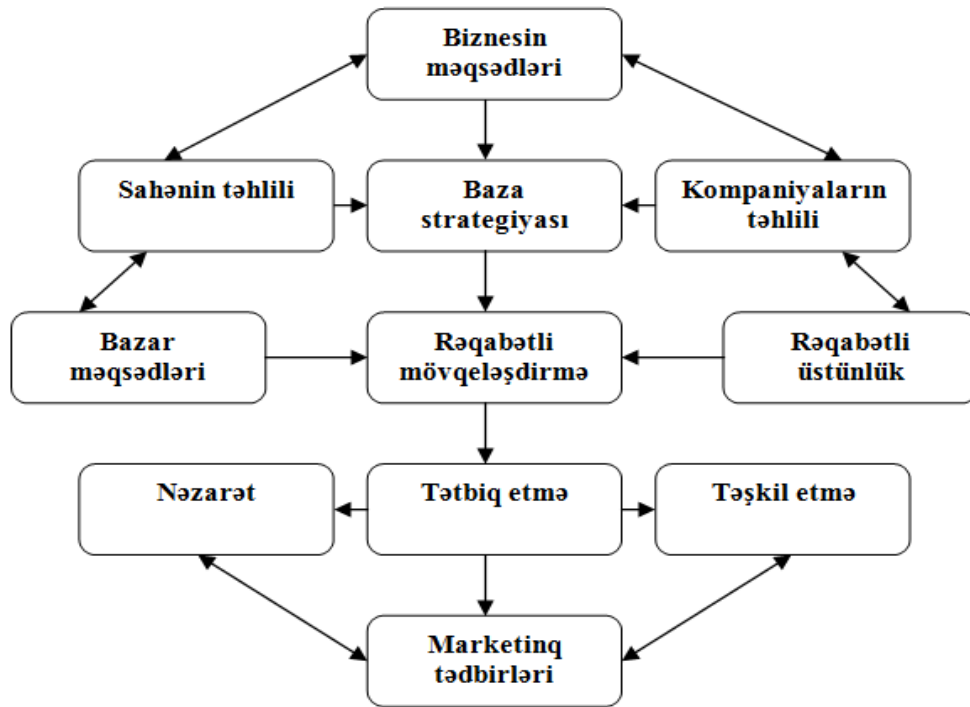 Biznesin
məqsədləri
Sahənin təhlili
Baza
strategiyası
Kompaniyaların
təhlili
Bazar
məqsədləri
Rəqabətli
mövqeləşdirmə
Rəqabətli
üstünlük
Nəzarət
Tətbiq etmə
Təşkil etmə
Marketinq
tədbirləri